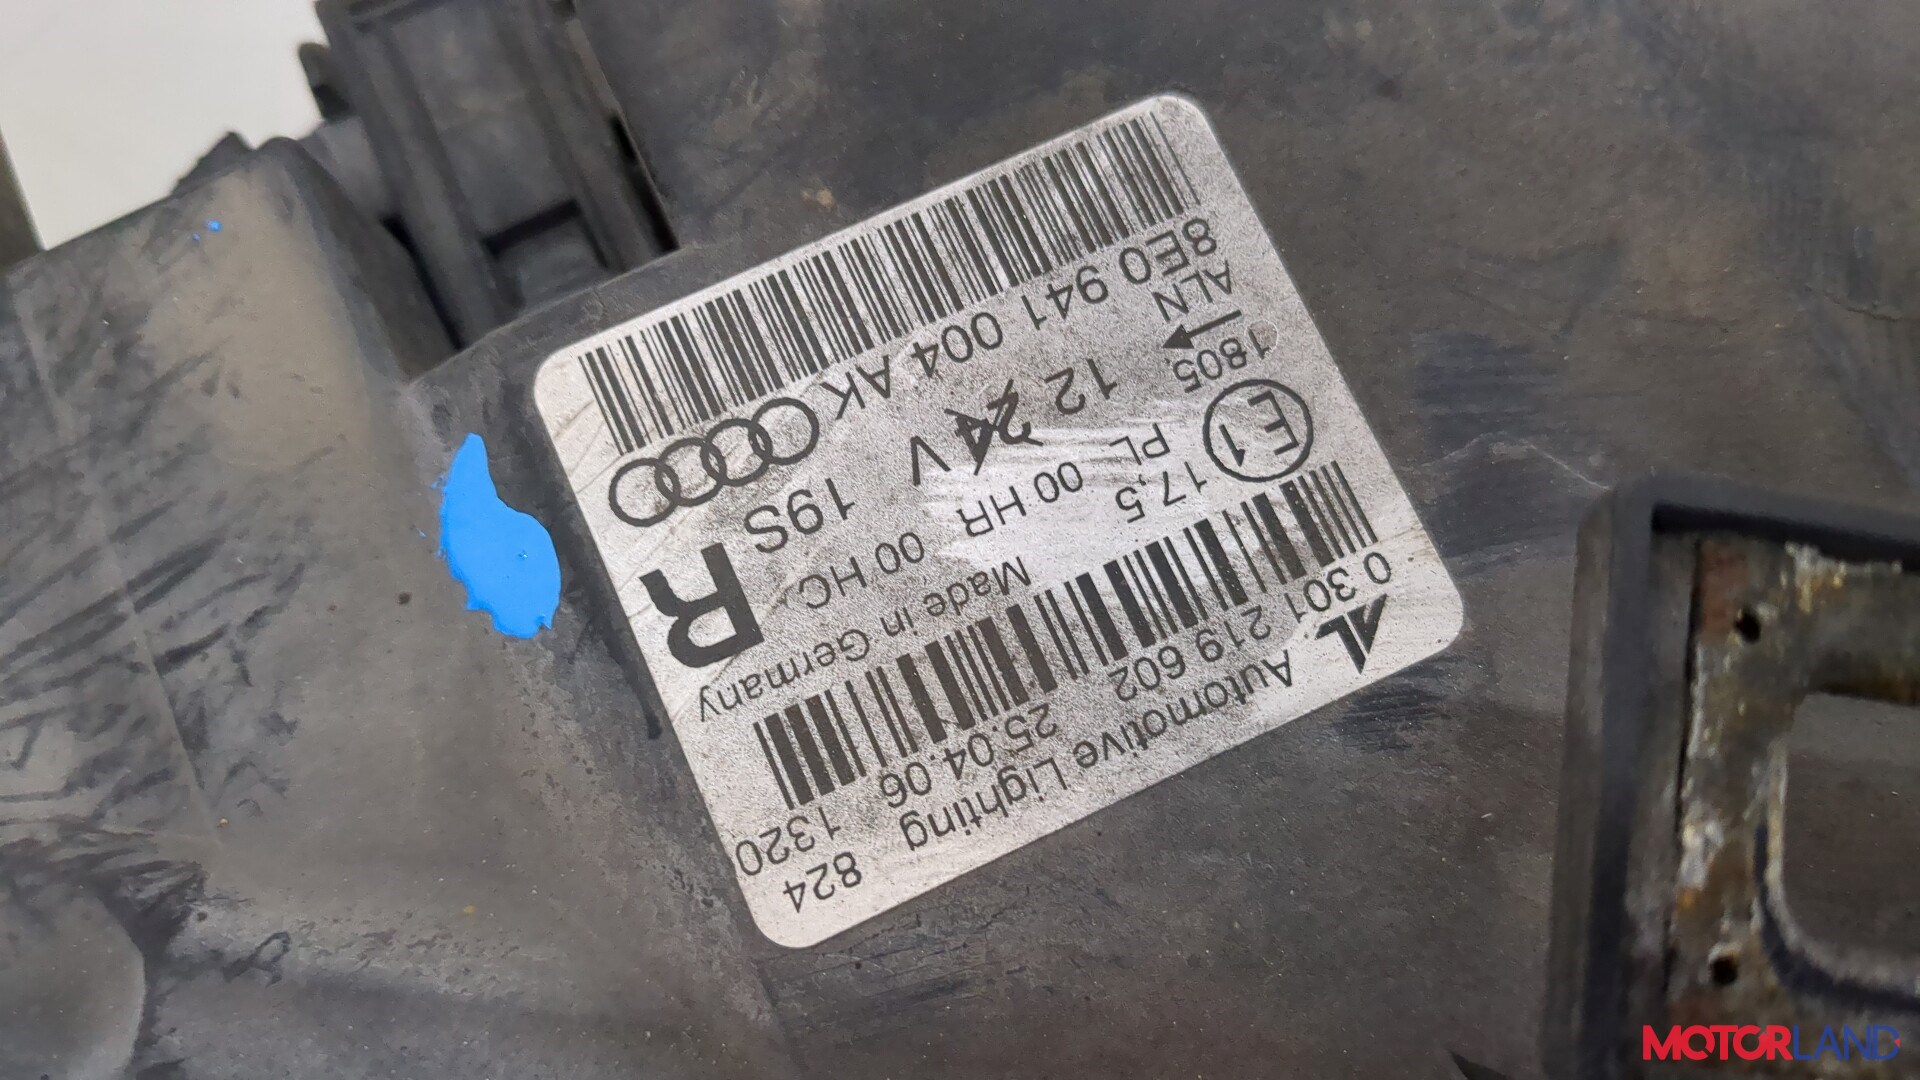 AL Automotive Lighting 824
0 301 219 602 25.04.06 1320
E1 17,5 Made in Germany
PL 00 HR 00 HC R
1805 12 24 V 19S
ALN
8E0 941 004 AK
MOTORLAND